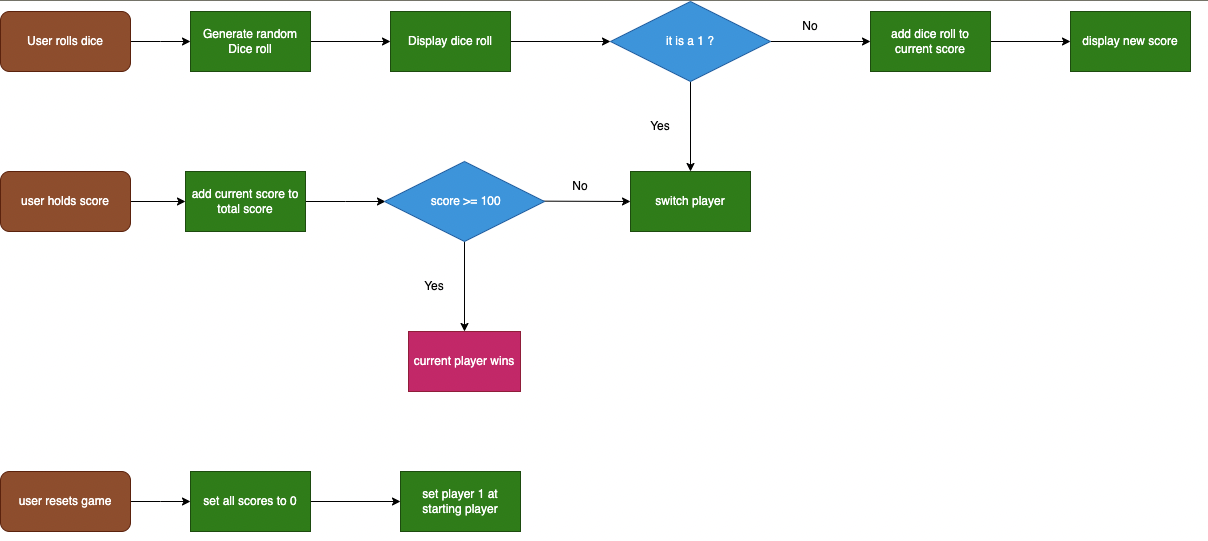 User rolls dice
Generate random
Dice roll
Display dice roll
it is a 1 ?
No
add dice roll to
current score
display new score
Yes
user holds score
add current score to
total score
score >= 100
No
switch player
Yes
current player wins
user resets game
set all scores to 0
set player 1 at
starting player